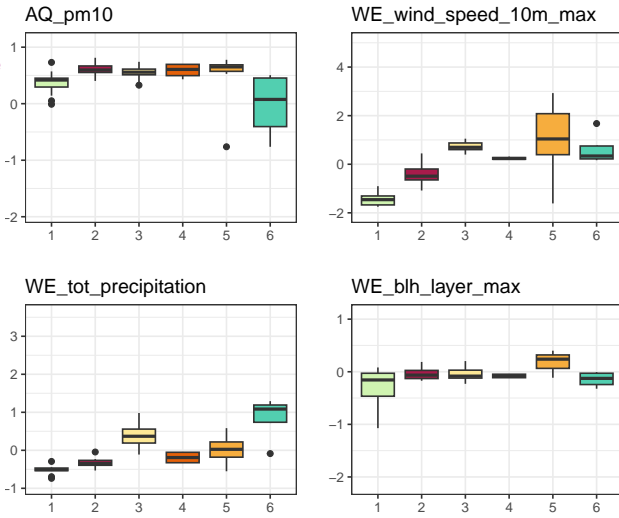 AQ_pm10
1
0
-1
-2
1 2 3 4 5 6
WE_wind_speed_10m_max
4
2
0
-2
1 2 3 4 5 6
WE_tot_precipitation
3
2
1
0
-1
1 2 3 4 5 6
WE_blh_layer_max
1
0
-1
-2
1 2 3 4 5 6